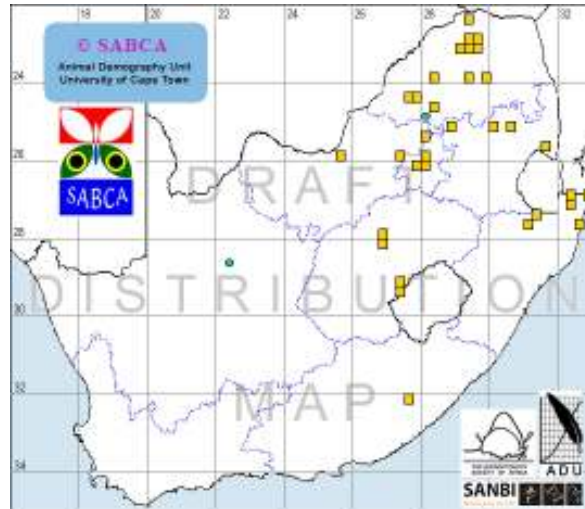 18 20 22 24 26 28 30 32
© SABCA
Animal Demography Unit
University of Cape Town
24
SABCA
26
DRAFT
28
DISTRIBUTION
30
32
MAP
34
ADU
SANBI